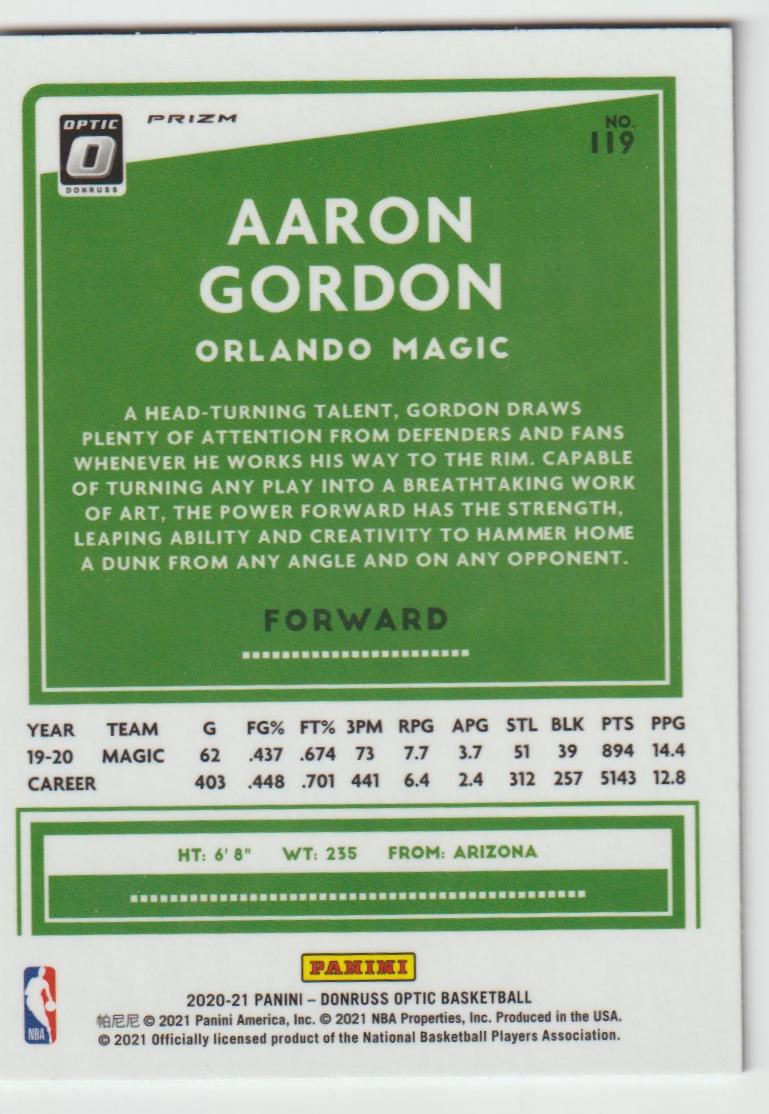 OPTIC
O
DONRUSS
PRIZM
NO.
119
AARON
GORDON
ORLANDO MAGIC
A HEAD-TURNING TALENT, GORDON DRAWS
PLENTY OF ATTENTION FROM DEFENDERS AND FANS
WHENEVER HE WORKS HIS WAY TO THE RIM. CAPABLE
OF TURNING ANY PLAY INTO A BREATHTAKING WORK
OF ART, THE POWER FORWARD HAS THE STRENGTH,
LEAPING ABILITY AND CREATIVITY TO HAMMER HOME
A DUNK FROM ANY ANGLE AND ON ANY OPPONENT.
FORWARD
YEAR TEAM G FG% FT% 3PM RPG APG STL BLK PTS PPG
19-20 MAGIC 62 .437 .674 73 7.7 3.7 51 39 894 14.4
CAREER 403 .448 .701 441 6.4 2.4 312 257 5143 12.8
HT: 6' 8" WT: 235 FROM: ARIZONA
PANINI
NBA
2020-21 PANINI – DONRUSS OPTIC BASKETBALL
帕尼尼 © 2021 Panini America, Inc. © 2021 NBA Properties, Inc. Produced in the USA.
© 2021 Officially licensed product of the National Basketball Players Association.